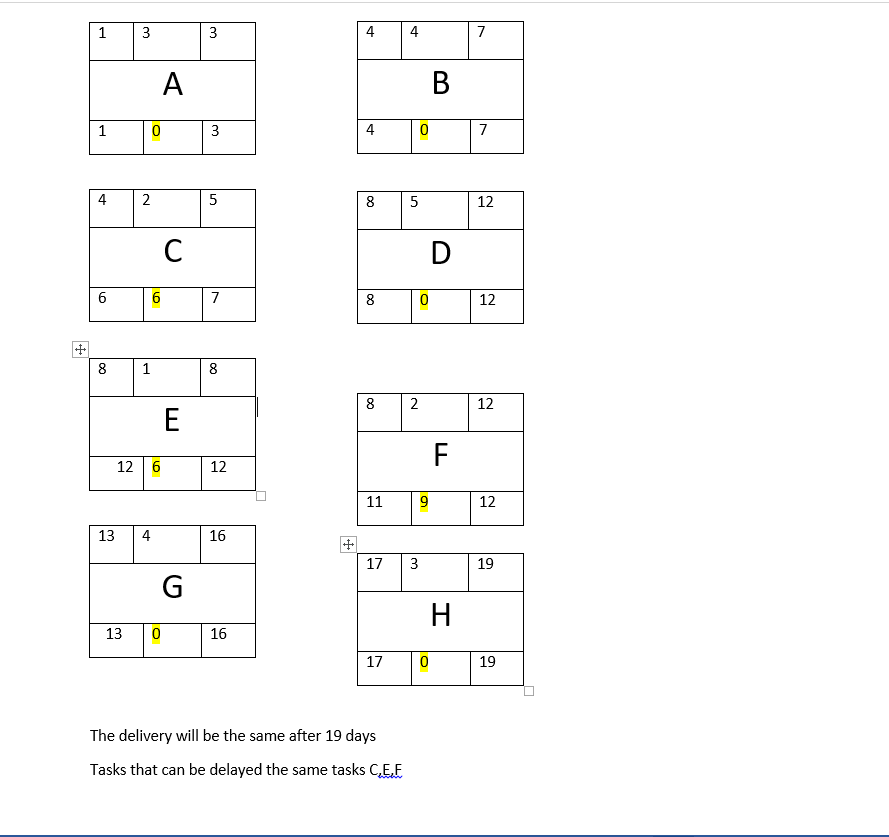 1 3 3
A
1 0 3
4 4 7
B
4 0 7
4 2 5
C
6 6 7
8 5 12
D
8 0 12
8 1 8
E
12 6 12
8 2 12
F
11 9 12
13 4 16
G
13 0 16
17 3 19
H
17 0 19
The delivery will be the same after 19 days
Tasks that can be delayed the same tasks C,E,F